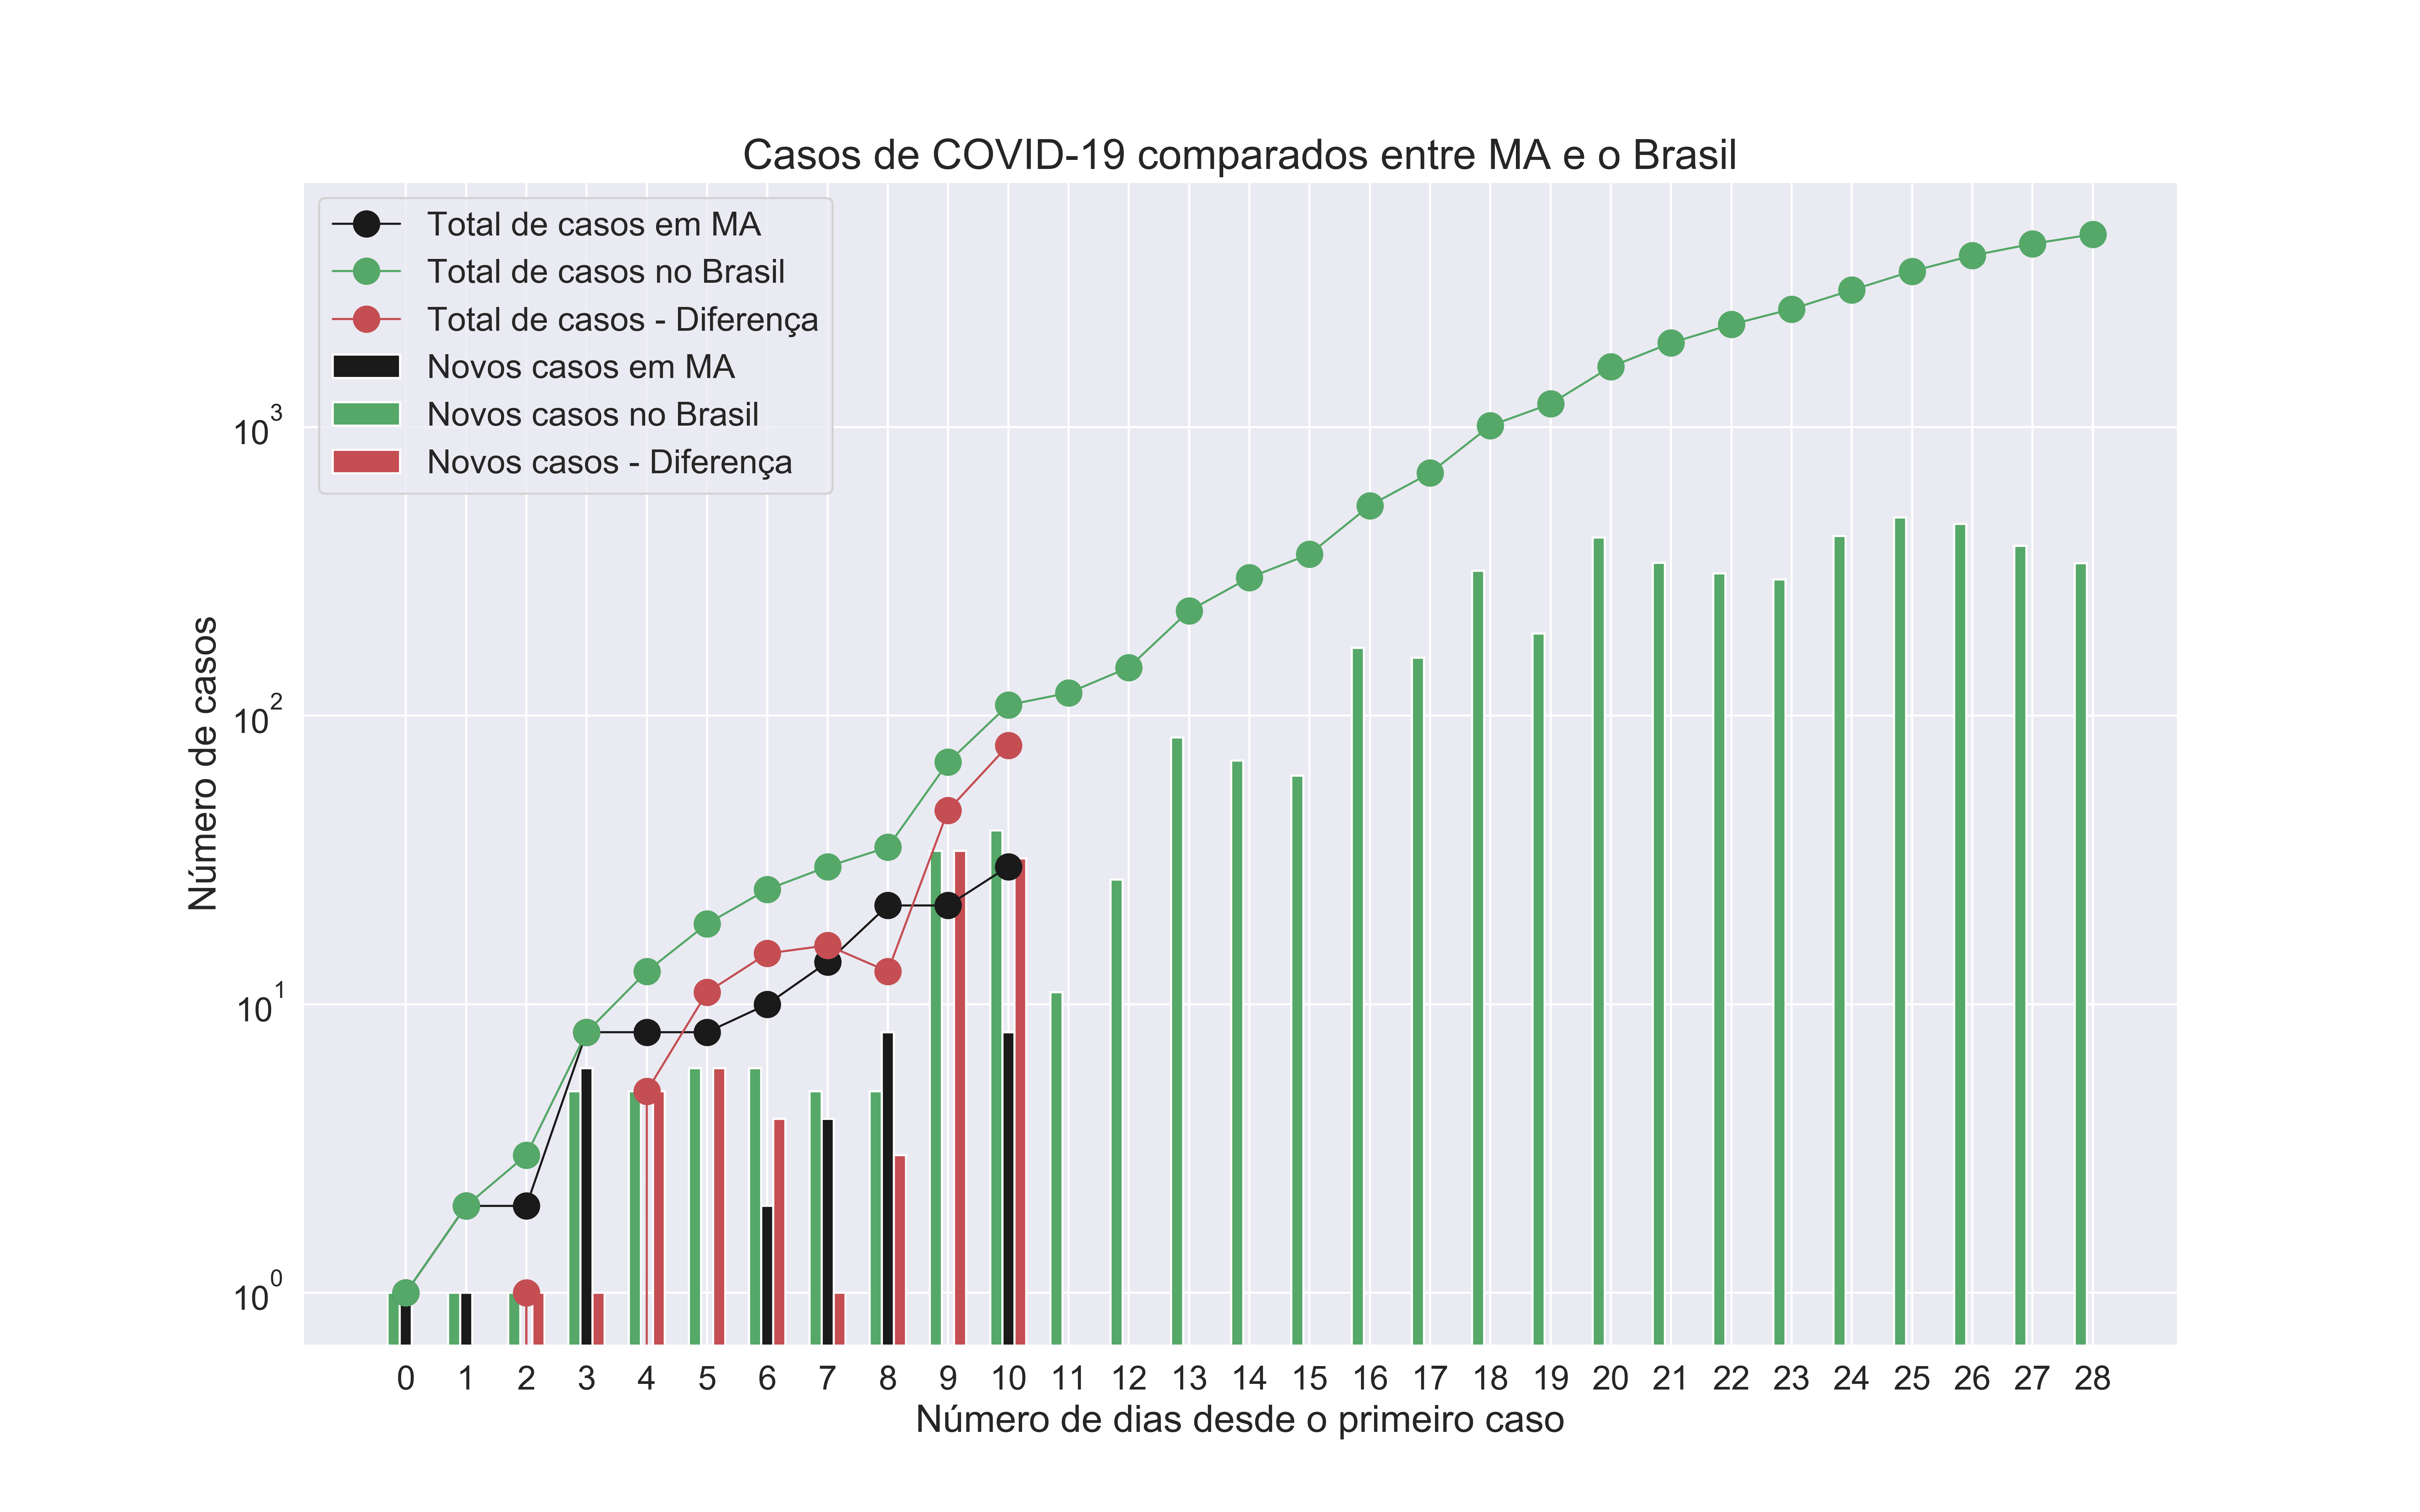 Casos de COVID-19 comparados entre MA e o Brasil
Total de casos em MA
Total de casos no Brasil
Total de casos - Diferença
Novos casos em MA
Novos casos no Brasil
Novos casos - Diferença
Número de casos
10³
10²
10¹
10⁰
0 1 2 3 4 5 6 7 8 9 10 11 12 13 14 15 16 17 18 19 20 21 22 23 24 25 26 27 28
Número de dias desde o primeiro caso